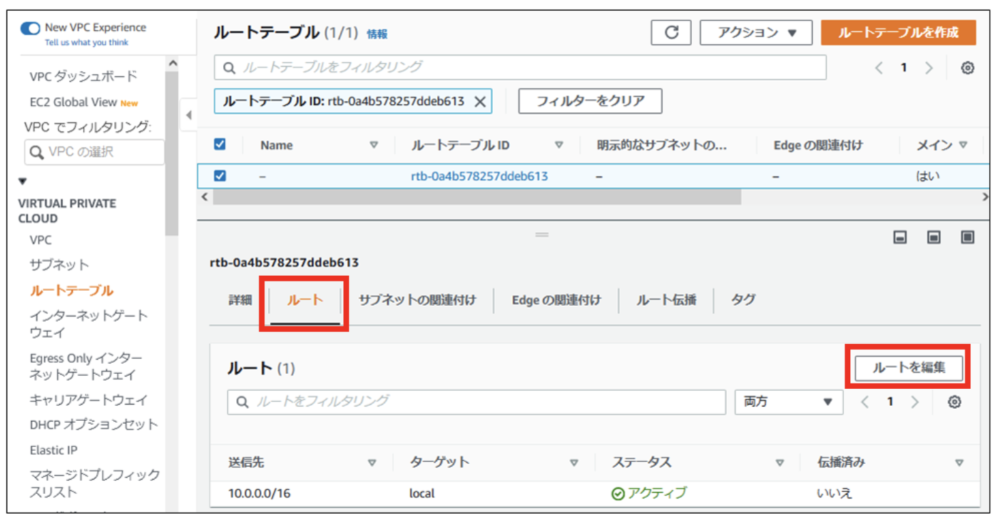 New VPC Experience
Tell us what you think
VPC ダッシュボード
EC2 Global View New
VPC でフィルタリング:
VPC の選択
VIRTUAL PRIVATE
CLOUD
VPC
サブネット
ルートテーブル
インターネットゲート
ウェイ
Egress Only インター
ネットゲートウェイ
キャリアゲートウェイ
DHCP オプションセット
Elastic IP
マネージドプレフィック
スリスト
ルートテーブル (1/1) 情報
アクション
ルートテーブルを作成
ルートテーブルをフィルタリング
1
ルートテーブル ID: rtb-0a4b578257ddeb613
フィルターをクリア
Name ルートテーブル ID 明示的なサブネットの... Edge の関連付け メイン
– rtb-0a4b578257ddeb613 – – はい
rtb-0a4b578257ddeb613
詳細 ルート サブネットの関連付け Edge の関連付け ルート伝播 タグ
ルート (1)
ルートを編集
ルートをフィルタリング
両方
1
送信先 ターゲット ステータス 伝播済み
10.0.0.0/16 local アクティブ いいえ